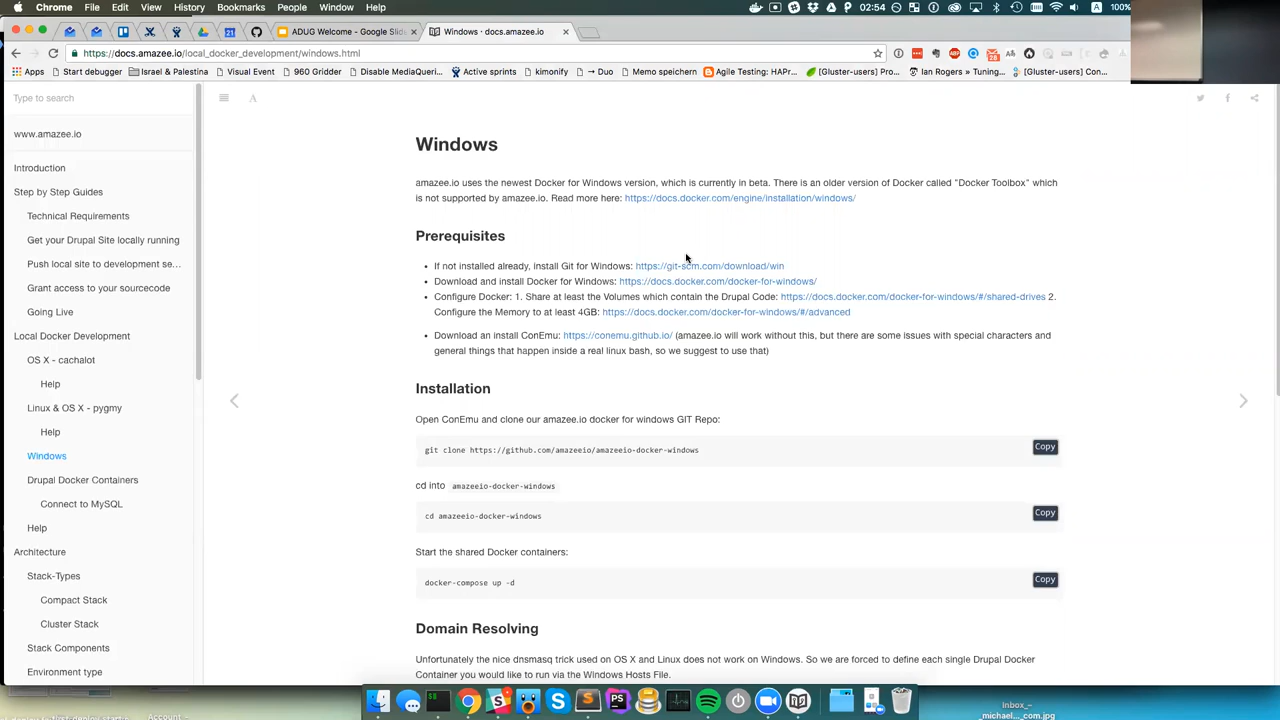 Chrome File Edit View History Bookmarks People Window Help
02:54
100%
ADUG Welcome - Google Slid
Windows · docs.amazee.io
https://docs.amazee.io/local_docker_development/windows.html
Apps Start debugger Israel & Palestina Visual Event 960 Gridder Disable MediaQueri... Active sprints kimonify → Duo Memo speichern Agile Testing: HAPr... [Gluster-users] Pro... Ian Rogers » Tuning... [Gluster-users] Con...
Type to search
A
www.amazee.io
Introduction
Step by Step Guides
Technical Requirements
Get your Drupal Site locally running
Push local site to development se...
Grant access to your sourcecode
Going Live
Local Docker Development
OS X - cachalot
Help
Linux & OS X - pygmy
Help
Windows
Drupal Docker Containers
Connect to MySQL
Help
Architecture
Stack-Types
Compact Stack
Cluster Stack
Stack Components
Environment type
Windows
amazee.io uses the newest Docker for Windows version, which is currently in beta. There is an older version of Docker called "Docker Toolbox" which
is not supported by amazee.io. Read more here: https://docs.docker.com/engine/installation/windows/
Prerequisites
• If not installed already, install Git for Windows: https://git-scm.com/download/win
• Download and install Docker for Windows: https://docs.docker.com/docker-for-windows/
• Configure Docker: 1. Share at least the Volumes which contain the Drupal Code: https://docs.docker.com/docker-for-windows/#/shared-drives 2.
Configure the Memory to at least 4GB: https://docs.docker.com/docker-for-windows/#/advanced
• Download an install ConEmu: https://conemu.github.io/ (amazee.io will work without this, but there are some issues with special characters and
general things that happen inside a real linux bash, so we suggest to use that)
Installation
Open ConEmu and clone our amazee.io docker for windows GIT Repo:
git clone https://github.com/amazeeio/amazeeio-docker-windows
Copy
cd into amazeeio-docker-windows
cd amazeeio-docker-windows
Copy
Start the shared Docker containers:
docker-compose up -d
Copy
Domain Resolving
Unfortunately the nice dnsmasq trick used on OS X and Linux does not work on Windows. So we are forced to define each single Drupal Docker
Container you would like to run via the Windows Hosts File.
Inbox_–
_michael..._com.jpg